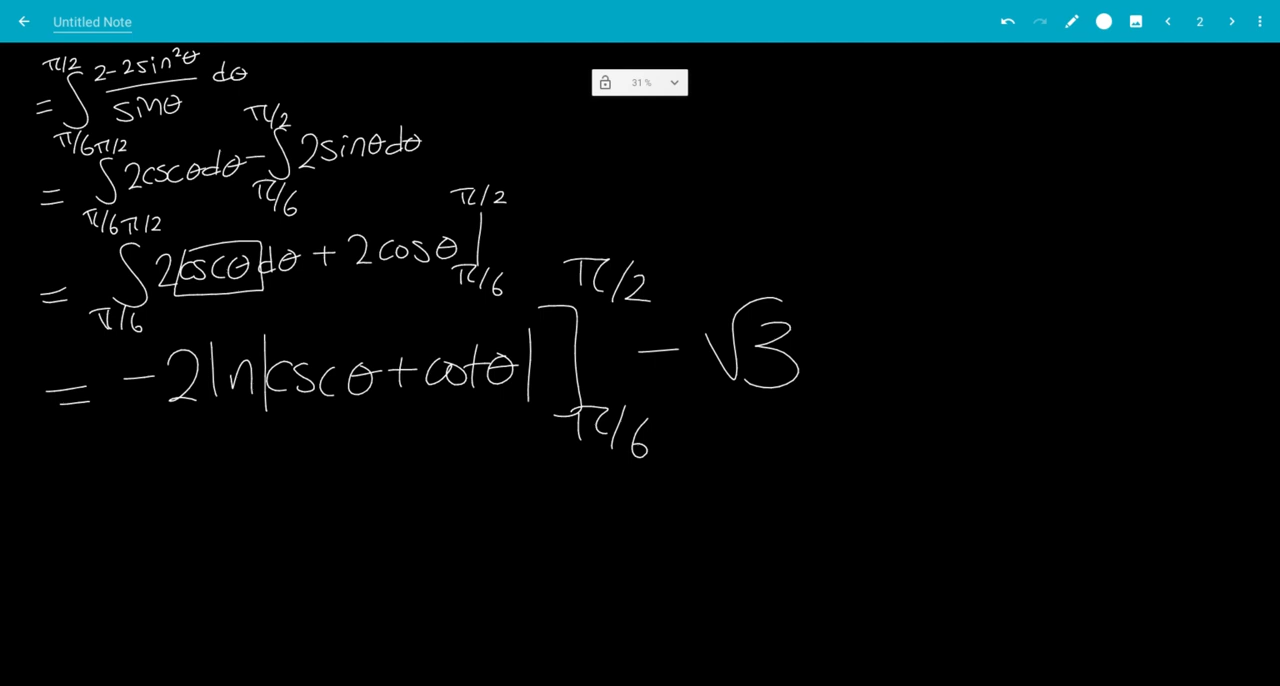 Untitled Note
2
31 %
= ∫_{π/6}^{π/2} (2-2sin²θ)/(sinθ) dθ
= ∫_{π/6}^{π/2} 2cscθdθ - ∫_{π/6}^{π/2} 2sinθdθ
= ∫_{π/6}^{π/2} 2cscθdθ + 2cosθ|_{π/6}^{π/2}
= -2ln|cscθ+cotθ|]_{π/6}^{π/2} - √3